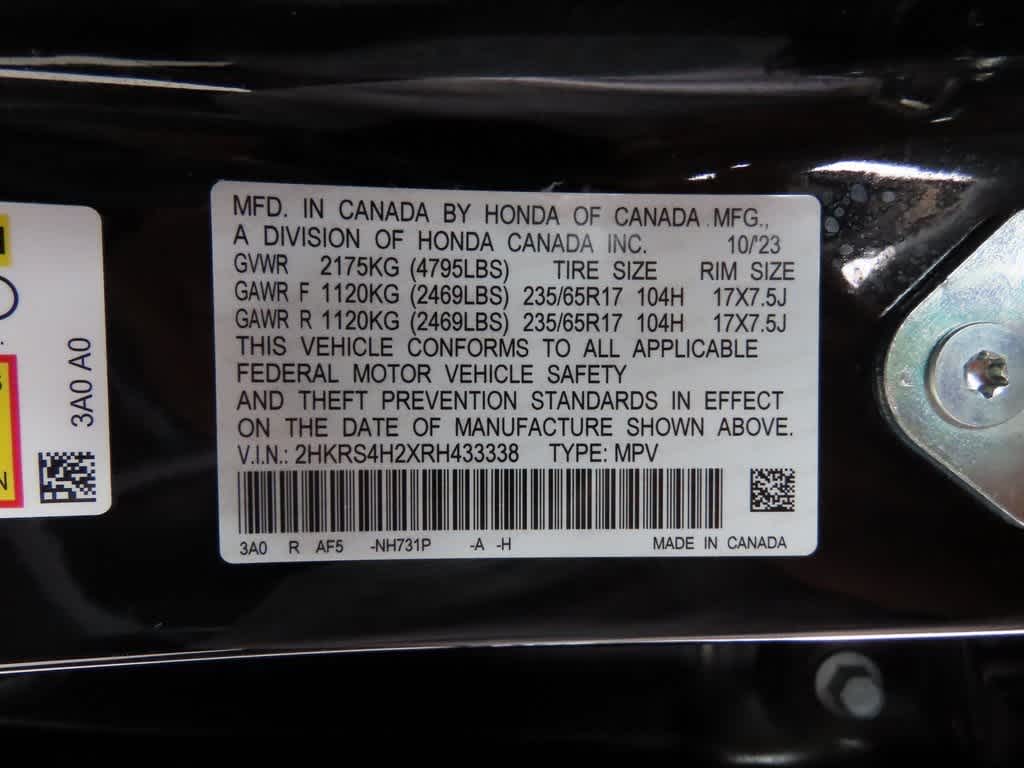 MFD. IN CANADA BY HONDA OF CANADA MFG.,
A DIVISION OF HONDA CANADA INC. 10/'23
GVWR 2175KG (4795LBS) TIRE SIZE RIM SIZE
GAWR F 1120KG (2469LBS) 235/65R17 104H 17X7.5J
GAWR R 1120KG (2469LBS) 235/65R17 104H 17X7.5J
THIS VEHICLE CONFORMS TO ALL APPLICABLE
FEDERAL MOTOR VEHICLE SAFETY
AND THEFT PREVENTION STANDARDS IN EFFECT
ON THE DATE OF MANUFACTURE SHOWN ABOVE.
V.I.N.: 2HKRS4H2XRH433338 TYPE: MPV
3A0 R AF5 -NH731P -A -H MADE IN CANADA
3A0 A0